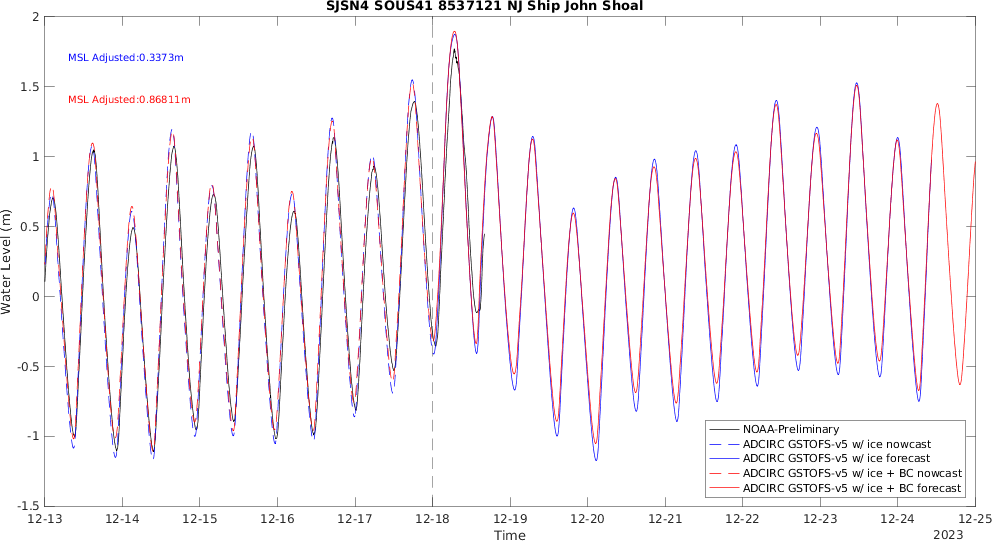 SJSN4 SOUS41 8537121 NJ Ship John Shoal
MSL Adjusted:0.3373m
MSL Adjusted:0.86811m
Water Level (m)
2
1.5
1
0.5
0
-0.5
-1
-1.5
NOAA-Preliminary
ADCIRC GSTOFS-v5 w/ ice nowcast
ADCIRC GSTOFS-v5 w/ ice forecast
ADCIRC GSTOFS-v5 w/ ice + BC nowcast
ADCIRC GSTOFS-v5 w/ ice + BC forecast
12-13 12-14 12-15 12-16 12-17 12-18 12-19 12-20 12-21 12-22 12-23 12-24 12-25
Time
2023